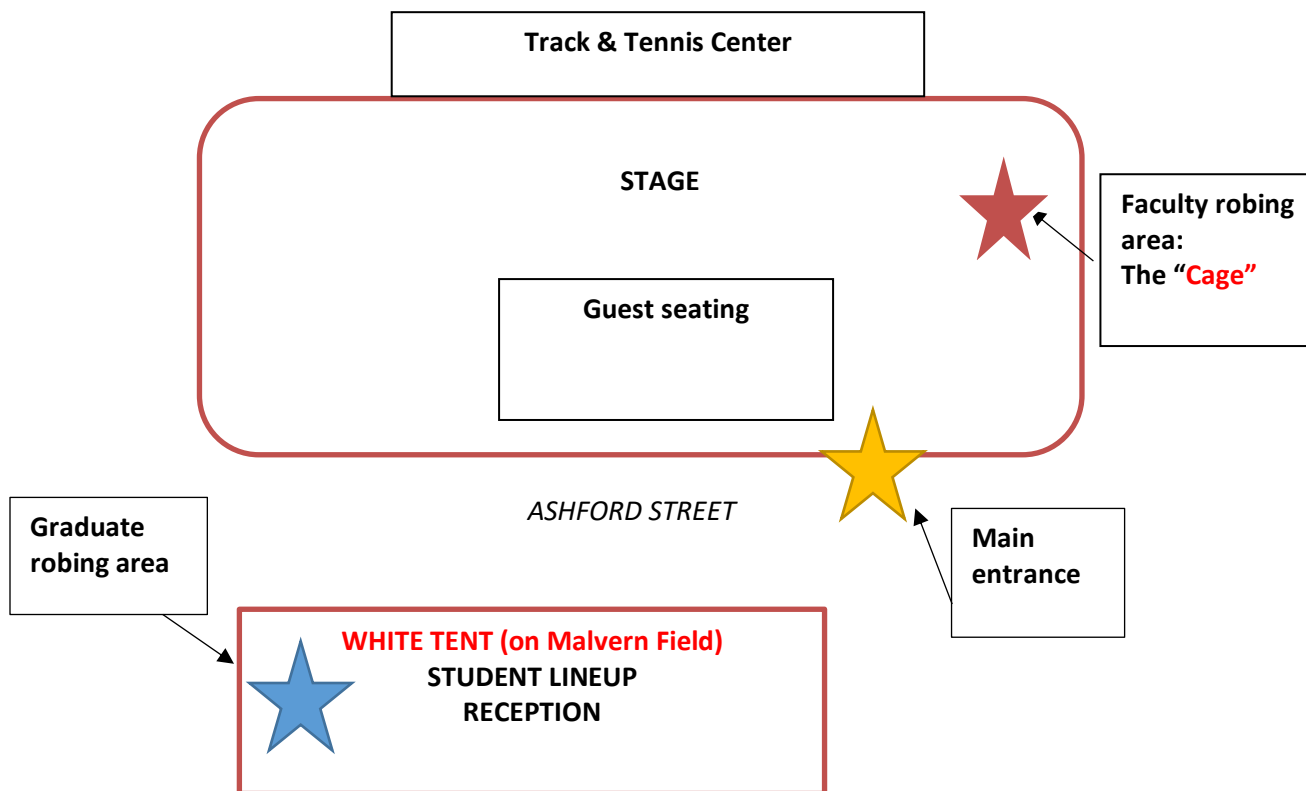 Track & Tennis Center
STAGE
Faculty robing
area:
The “Cage”
Guest seating
ASHFORD STREET
Graduate
robing area
Main
entrance
WHITE TENT (on Malvern Field)
STUDENT LINEUP
RECEPTION